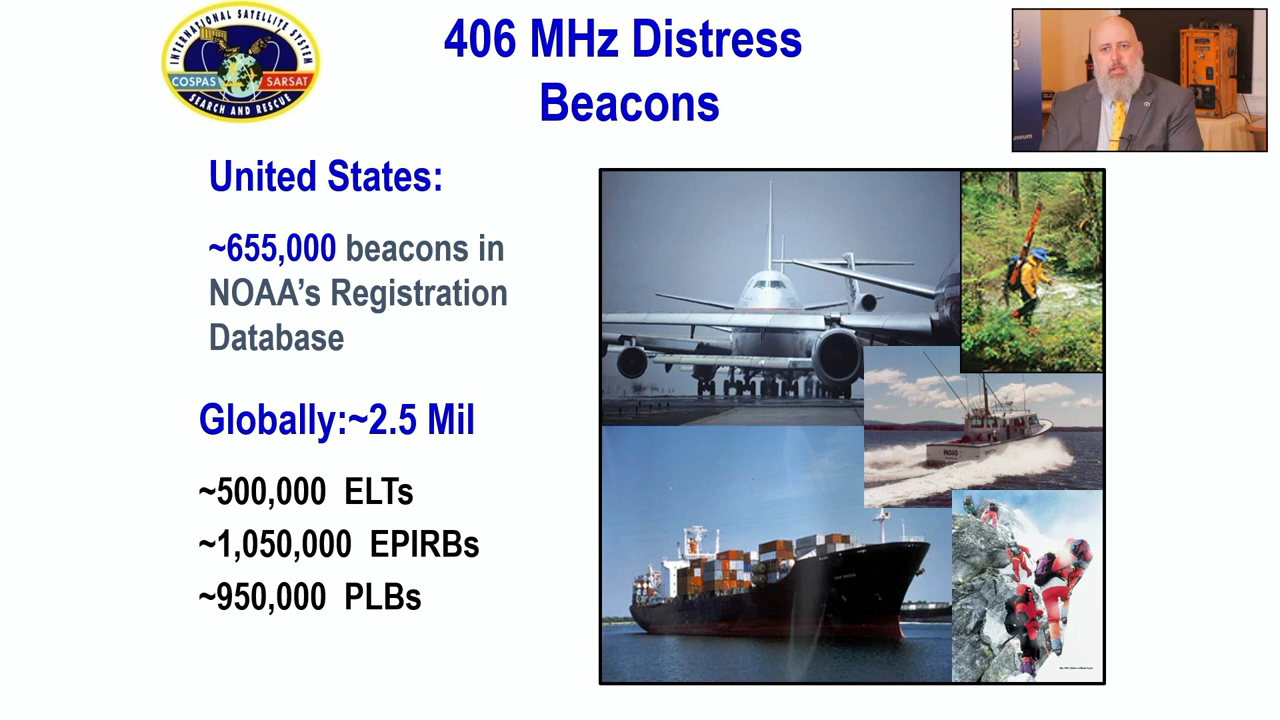 INTERNATIONAL SATELLITE SYSTEM
COSPAS SARSAT
SEARCH AND RESCUE
406 MHz Distress
Beacons
United States:
~655,000 beacons in
NOAA’s Registration
Database
Globally:~2.5 Mil
~500,000 ELTs
~1,050,000 EPIRBs
~950,000 PLBs
MOJO